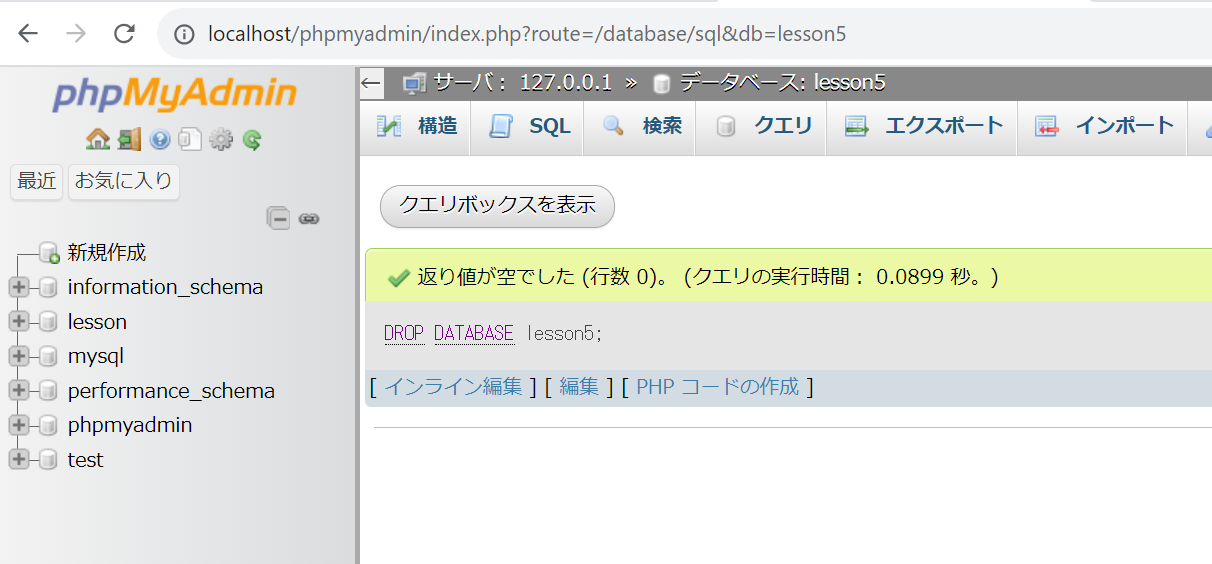 localhost/phpmyadmin/index.php?route=/database/sql&db=lesson5
phpMyAdmin
最近 お気に入り
新規作成
information_schema
lesson
mysql
performance_schema
phpmyadmin
test
サーバ： 127.0.0.1 » データベース: lesson5
構造 SQL 検索 クエリ エクスポート インポート
クエリボックスを表示
返り値が空でした (行数 0)。 (クエリの実行時間： 0.0899 秒。)
DROP DATABASE lesson5;
[ インライン編集 ] [ 編集 ] [ PHP コードの作成 ]